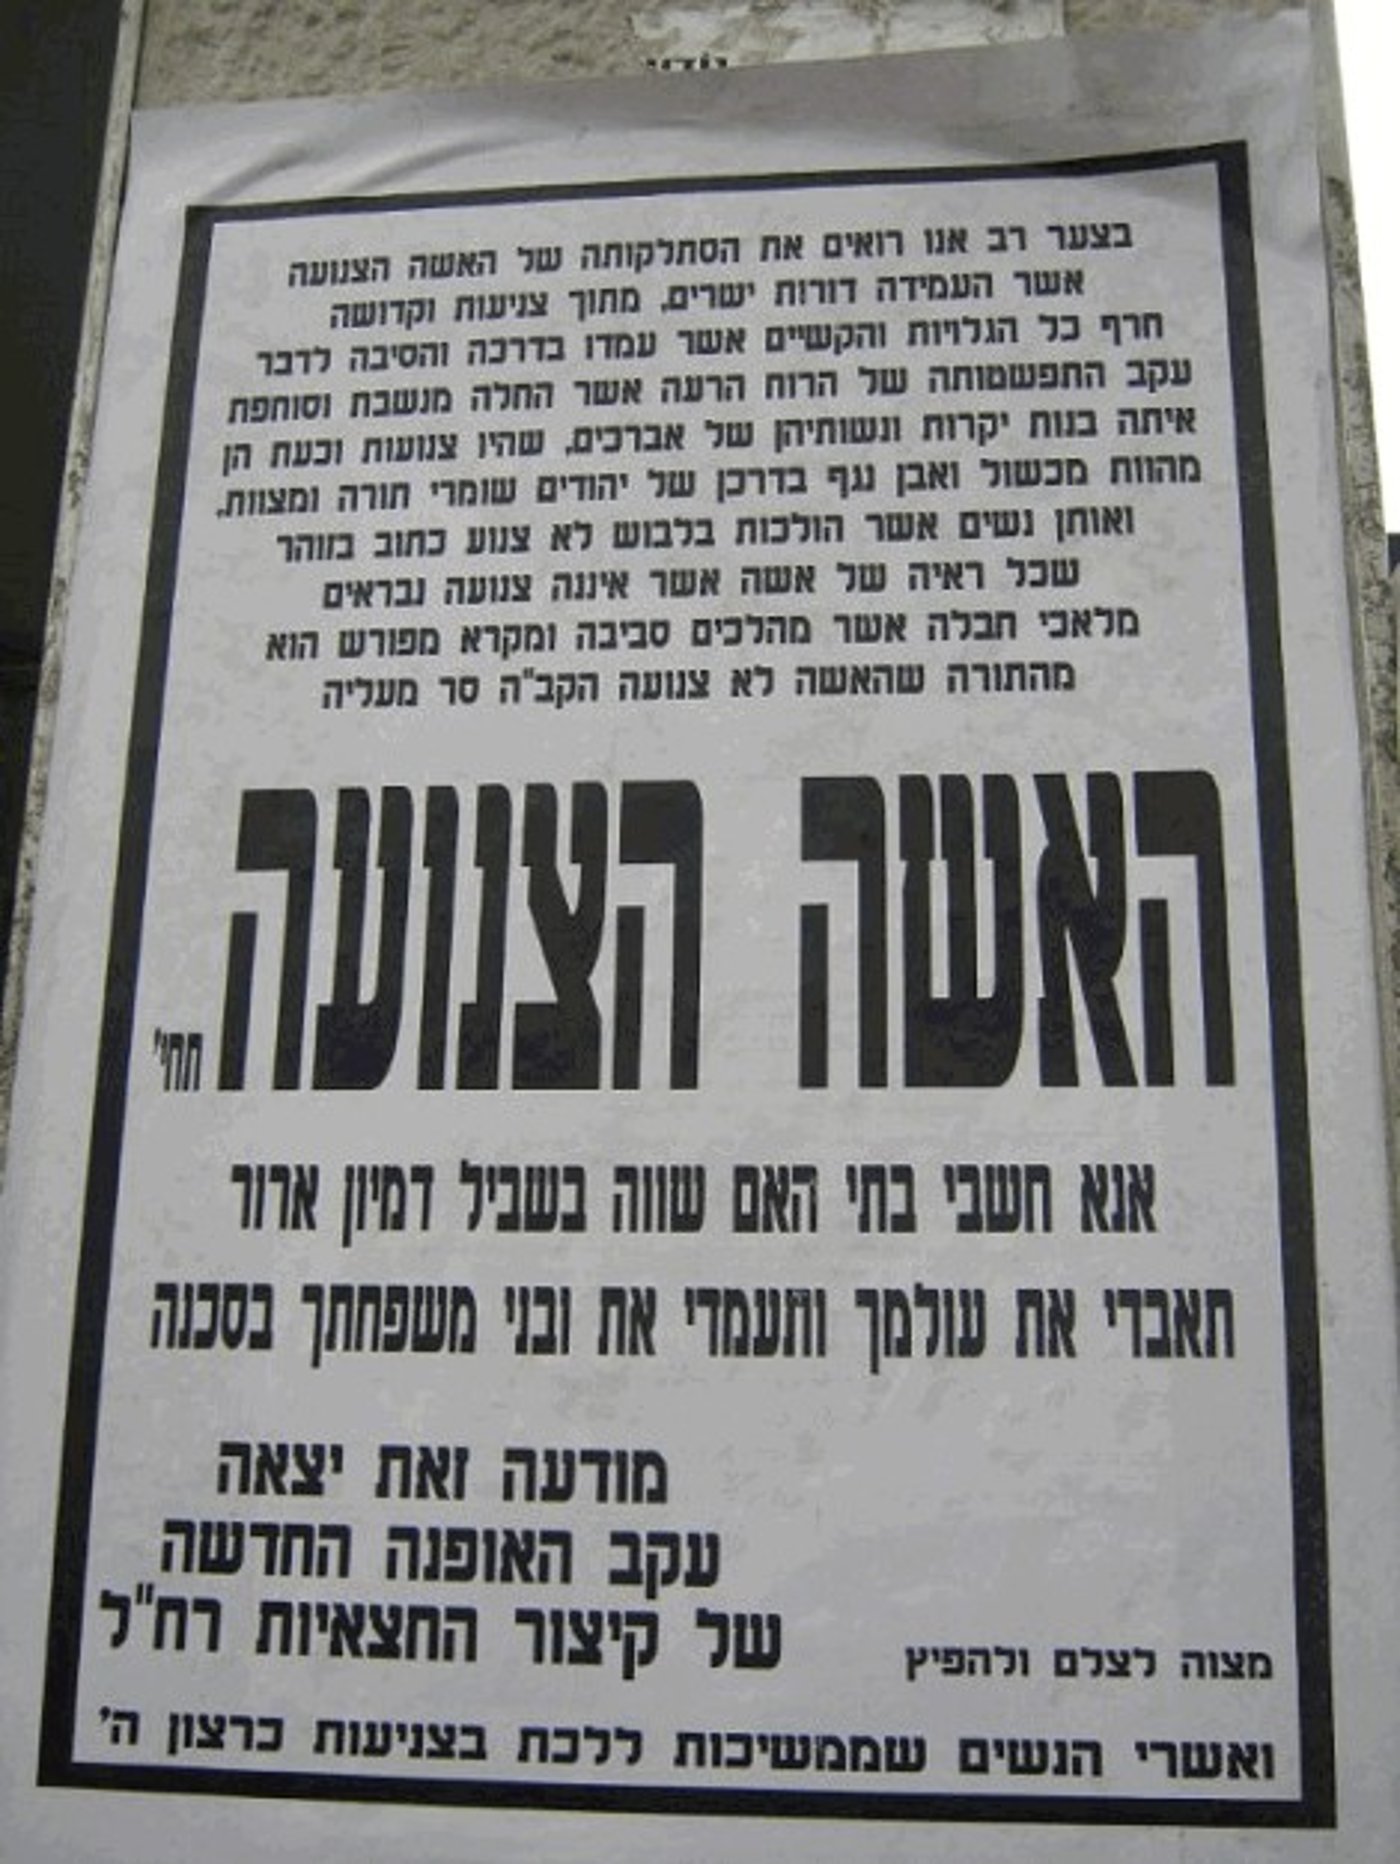 בצער רב אנו רואים את הסתלקותה של האשה הצנועה
אשר העמידה דורות ישרים, מתוך צניעות וקדושה
חרף כל הגלויות והקשיים אשר עמדו בדרכה והסיבה לדבר
עקב התפשטותה של הרוח הרעה אשר החלה מנשבת וסוחפת
איתה בנות יקרות ונשותיהן של אברכים, שהיו צנועות וכעת הן
מהוות מכשול ואבן נגף בדרכן של יהודים שומרי תורה ומצוות.
ואותן נשים אשר הולכות בלבוש לא צנוע כתוב בזוהר
שכל ראיה של אשה אשר איננה צנועה נבראים
מלאכי חבלה אשר מהלכים סביבה ומקרא מפורש הוא
מהתורה שהאשה לא צנועה הקב"ה סר מעליה
האשה הצנועה תחי'
אנא חשבי בתי האם שווה בשביל דמיון ארור
תאבדי את עולמך ותעמדי את ובני משפחתך בסכנה
מודעה זאת יצאה
עקב האופנה החדשה
של קיצור החצאיות רח"ל
מצוה לצלם ולהפיץ
ואשרי הנשים שממשיכות ללכת בצניעות כרצון ה'